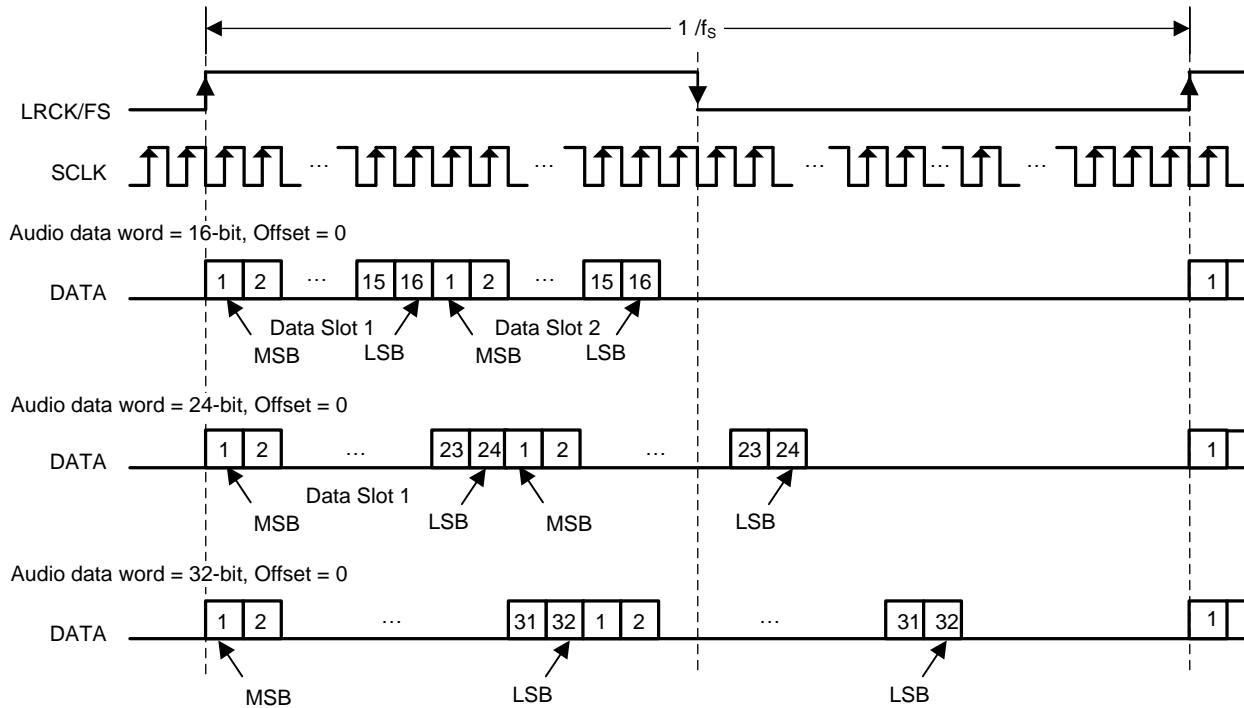 1 /fS
LRCK/FS
SCLK … … … … …
Audio data word = 16-bit, Offset = 0
DATA 1 2 … 15 16 1 2 … 15 16 1
Data Slot 1 Data Slot 2
MSB LSB MSB LSB
Audio data word = 24-bit, Offset = 0
DATA 1 2 … 23 24 1 2 … 23 24 1
Data Slot 1
MSB LSB MSB LSB
Audio data word = 32-bit, Offset = 0
DATA 1 2 … 31 32 1 2 … 31 32 1
MSB LSB LSB